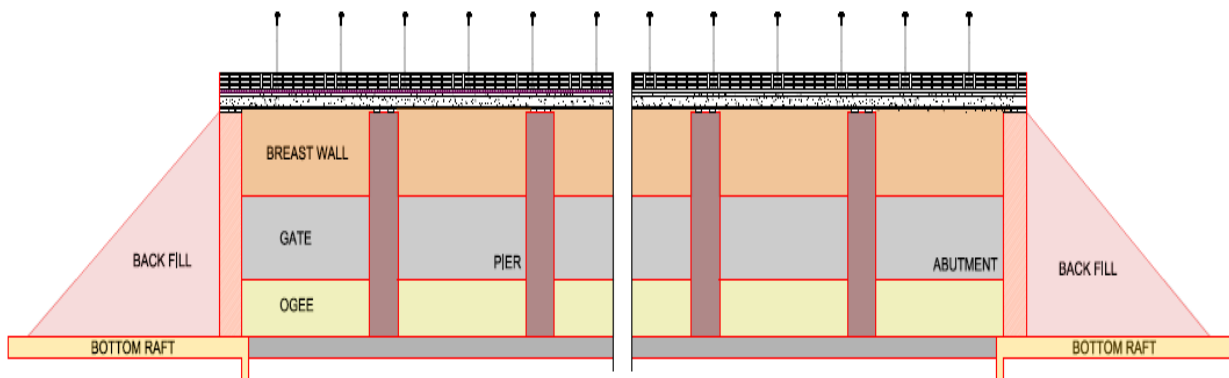 BREAST WALL
GATE
PIER
ABUTMENT
BACK FILL
BACK FILL
OGEE
BOTTOM RAFT
BOTTOM RAFT